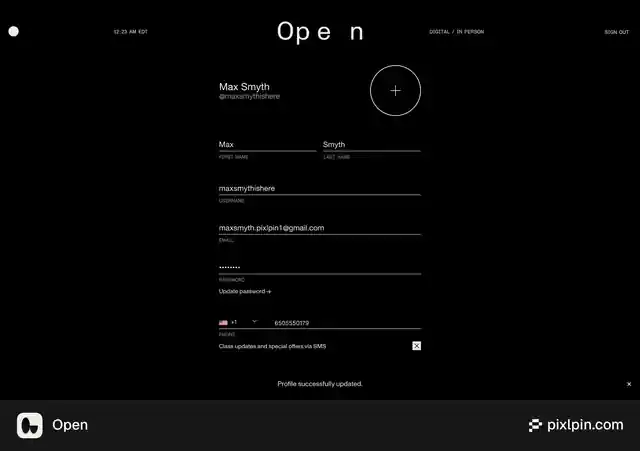 12:23 AM EDT
Open
DIGITAL / IN PERSON
SIGN OUT
Max Smyth
@maxsmythishere
Max
Smyth
FIRST NAME
LAST NAME
maxsmythishere
USERNAME
maxsmyth.pixlpin1@gmail.com
EMAIL
••••••••
PASSWORD
Update password →
+1
6505550179
PHONE
Class updates and special offers via SMS
Profile successfully updated.
Open
pixlpin.com